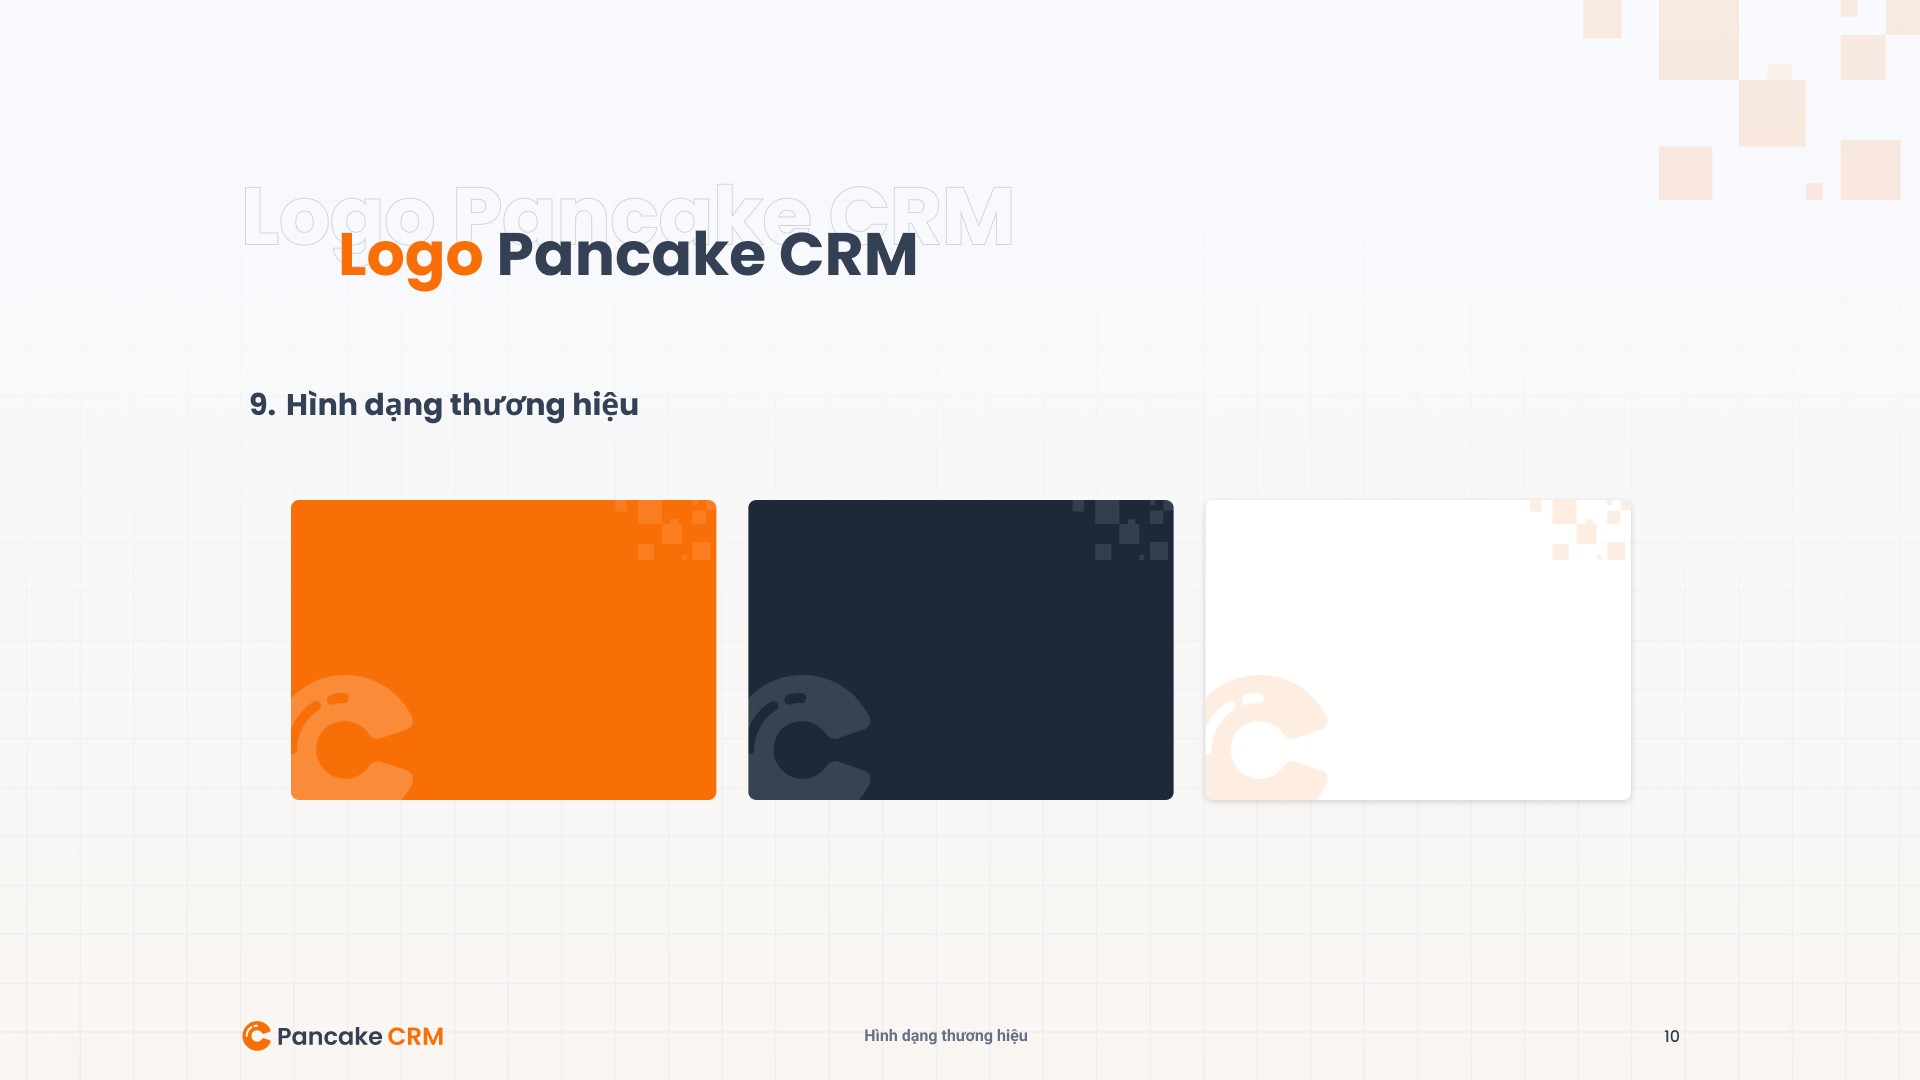 Logo Pancake CRM
Logo Pancake CRM
9. Hình dạng thương hiệu
Pancake CRM
Hình dạng thương hiệu
10